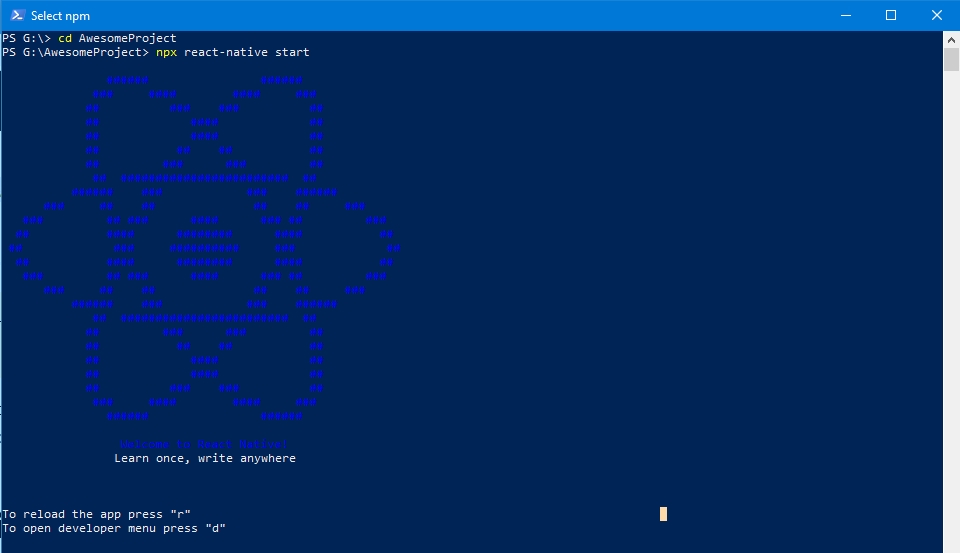 Select npm
PS G:\> cd AwesomeProject
PS G:\AwesomeProject> npx react-native start
Welcome to React Native!
Learn once, write anywhere
To reload the app press "r"
To open developer menu press "d"